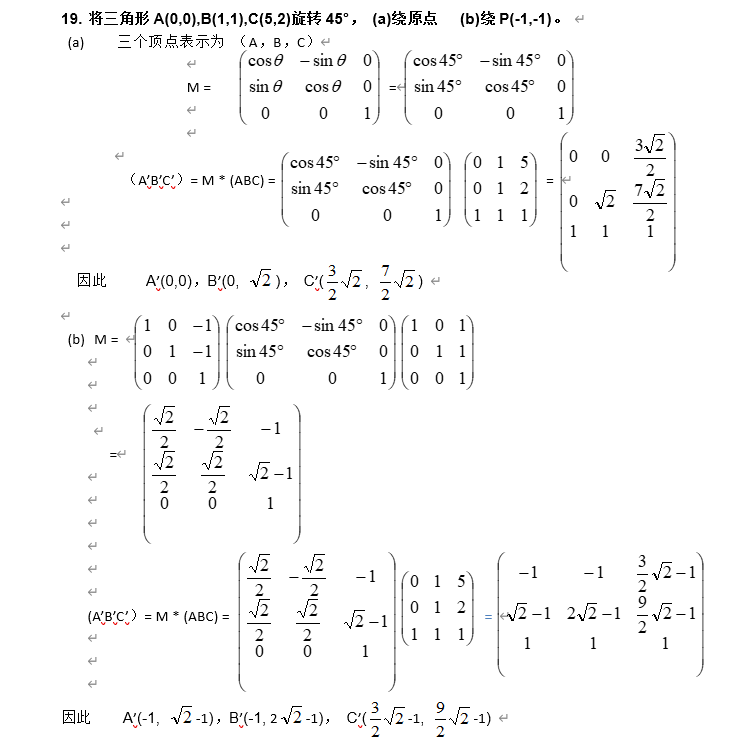 19. 将三角形 A(0,0),B(1,1),C(5,2)旋转 45°， (a)绕原点 (b)绕 P(-1,-1)。 ↵
(a) 三个顶点表示为 （A，B，C）↵
M = (cosθ −sinθ 0; sinθ cosθ 0; 0 0 1) = (cos45° −sin45° 0; sin45° cos45° 0; 0 0 1)
（A′B′C′）= M * (ABC) = (cos45° −sin45° 0; sin45° cos45° 0; 0 0 1) (0 1 5; 0 1 2; 1 1 1) = (0 0 3√2/2; 0 √2 7√2/2; 1 1 1)
因此 A′(0,0)，B′(0, √2 )， C′( 3/2 √2 , 7/2 √2 ) ↵
(b) M = (1 0 −1; 0 1 −1; 0 0 1) (cos45° −sin45° 0; sin45° cos45° 0; 0 0 1) (1 0 1; 0 1 1; 0 0 1)
= (√2/2 −√2/2 −1; √2/2 √2/2 √2−1; 0 0 1)
(A′B′C′）= M * (ABC) = (√2/2 −√2/2 −1; √2/2 √2/2 √2−1; 0 0 1) (0 1 5; 0 1 2; 1 1 1) = (−1 −1 3/2 √2−1; √2−1 2√2−1 9/2 √2−1; 1 1 1)
因此 A′(-1, √2 -1)，B′(-1, 2 √2 -1)， C′( 3/2 √2 -1, 9/2 √2 -1) ↵